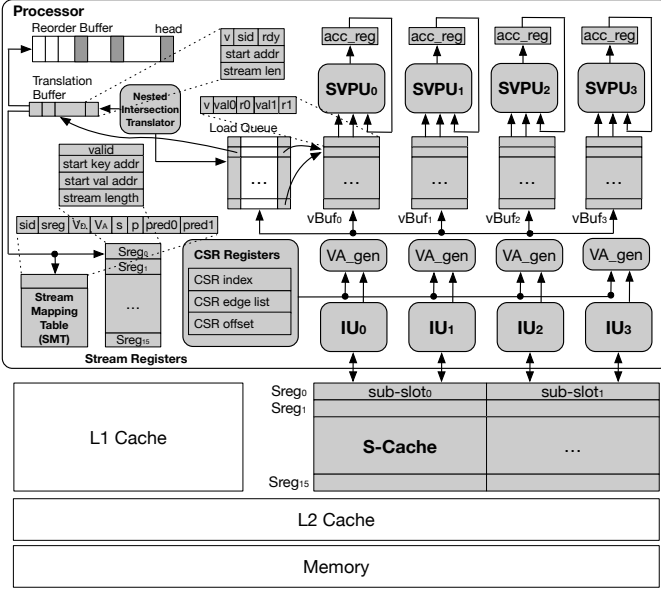 Processor
Reorder Buffer
head
v sid rdy
start addr
stream len
acc_reg acc_reg acc_reg acc_reg
Translation
Buffer
SVPU0 SVPU1 SVPU2 SVPU3
Nested
Intersection
Translator
v val0 r0 val1 r1
Load Queue
valid
start key addr
start val addr
stream length
... ... ... ... ...
vBuf0 vBuf1 vBuf2 vBuf3
sid sreg VD VA s p pred0 pred1
Sreg0
Sreg1
...
Sreg15
Stream
Mapping
Table
(SMT)
Stream Registers
CSR Registers
CSR index
CSR edge list
CSR offset
VA_gen VA_gen VA_gen VA_gen
IU0 IU1 IU2 IU3
L1 Cache
Sreg0 sub-slot0 sub-slot1
Sreg1
S-Cache ...
Sreg15
L2 Cache
Memory